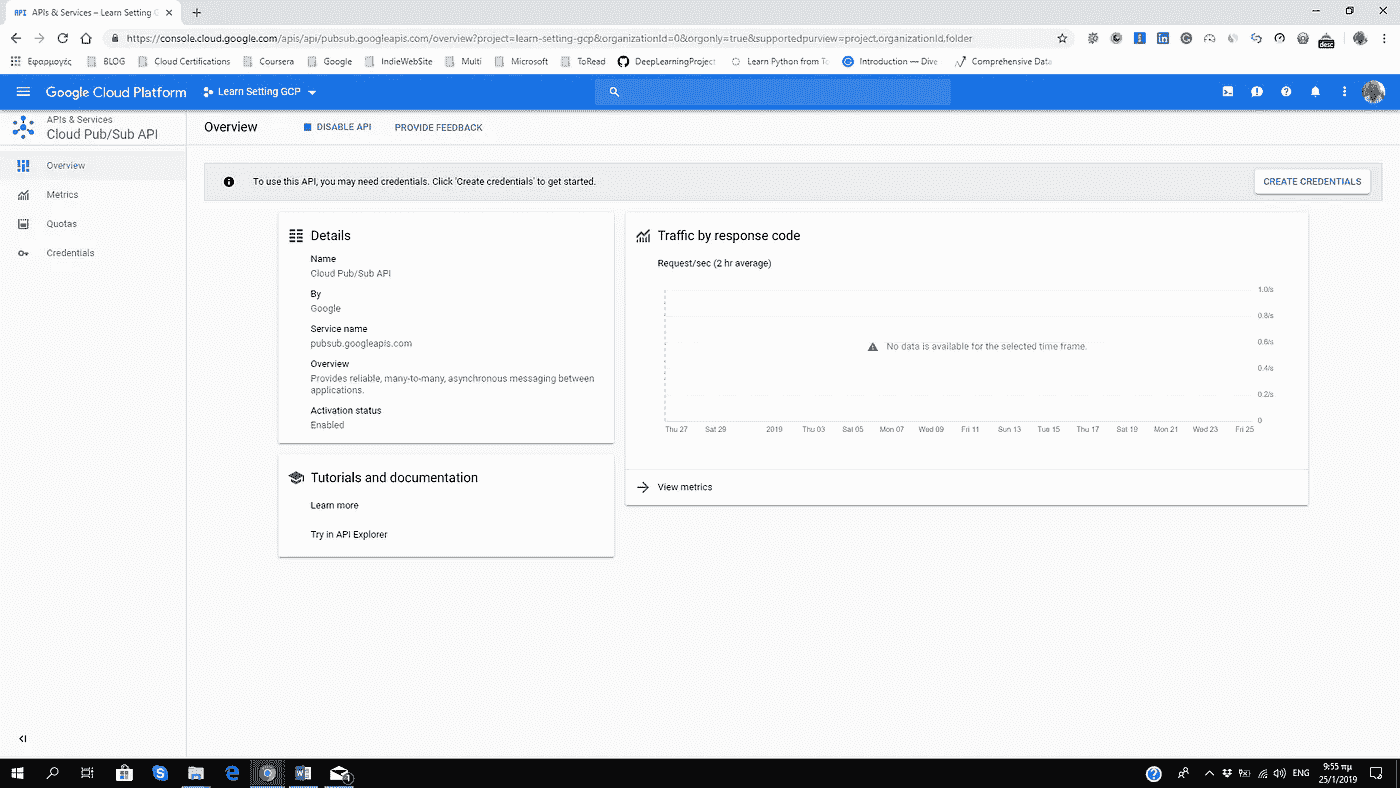 API APIs & Services – Learn Setting G
https://console.cloud.google.com/apis/api/pubsub.googleapis.com/overview?project=learn-setting-gcp&organizationId=0&orgonly=true&supportedpurview=project,organizationId,folder
desc
Εφαρμογές BLOG Cloud Certifications Coursera Google IndieWebSite Multi Microsoft ToRead DeepLearningProject Learn Python from To Introduction — Dive Comprehensive Data
Google Cloud Platform Learn Setting GCP
APIs & Services
Cloud Pub/Sub API
Overview DISABLE API PROVIDE FEEDBACK
Overview
Metrics
Quotas
Credentials
To use this API, you may need credentials. Click 'Create credentials' to get started. CREATE CREDENTIALS
Details
Name
Cloud Pub/Sub API
By
Google
Service name
pubsub.googleapis.com
Overview
Provides reliable, many-to-many, asynchronous messaging between
applications.
Activation status
Enabled
Tutorials and documentation
Learn more
Try in API Explorer
Traffic by response code
Request/sec (2 hr average)
1.0/s
0.8/s
0.6/s
0.4/s
0.2/s
0
No data is available for the selected time frame.
Thu 27 Sat 29 2019 Thu 03 Sat 05 Mon 07 Wed 09 Fri 11 Sun 13 Tue 15 Thu 17 Sat 19 Mon 21 Wed 23 Fri 25
View metrics
ENG
9:55 πμ
25/1/2019